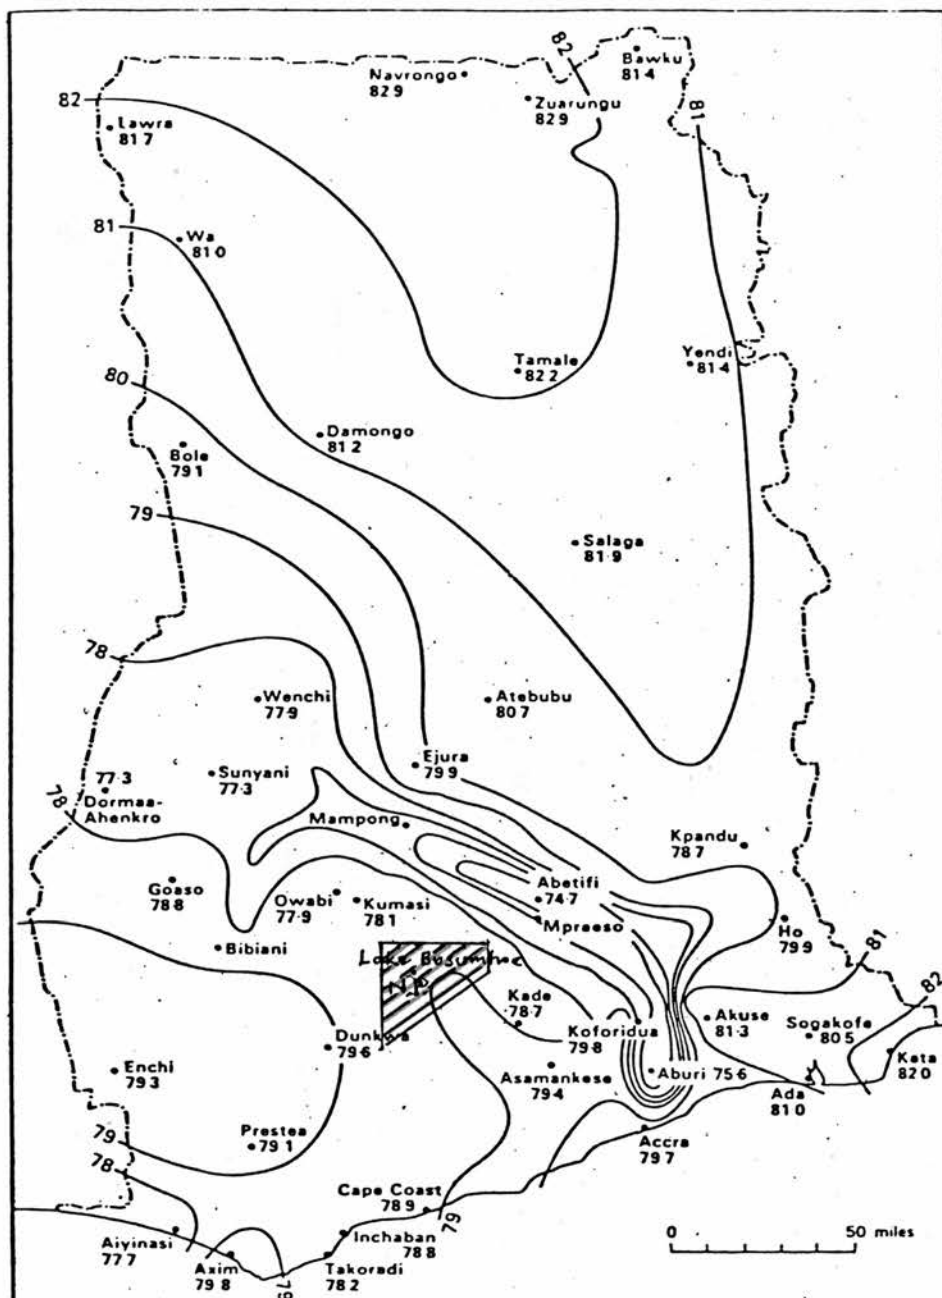 82
Bawku
81·4
Navrongo
82·9
Zuarungu
82·9
82
Lawra
81·7
81
81
Wa
81·0
Tamale
82·2
Yendi
81·4
80
Damongo
81·2
Bole
79·1
79
Salaga
81·9
78
Wenchi
77·9
Atebubu
80·7
Ejura
79·9
Sunyani
77·3
77·3
Dormaa-
Ahenkro
78
Mampong
Kpandu
78·7
Goaso
78·8
Owabi
77·9
Kumasi
78·1
Abetifi
74·7
Mpraeso
Ho
79·9
Bibiani
Lake Bosumtwe
81
82
Kade
78·7
Koforidua
79·8
Akuse
81·3
Sogakofe
80·5
Keta
82·0
Dunkwa
79·6
Enchi
79·3
Asamankese
79·4
Aburi 75·6
Ada
81·0
Prestea
79·1
Accra
79·7
79
78
Cape Coast
78·9
79
Inchaban
78·8
Aiyinasi
77·7
Axim
79·8
79
Takoradi
78·2
0 50 miles